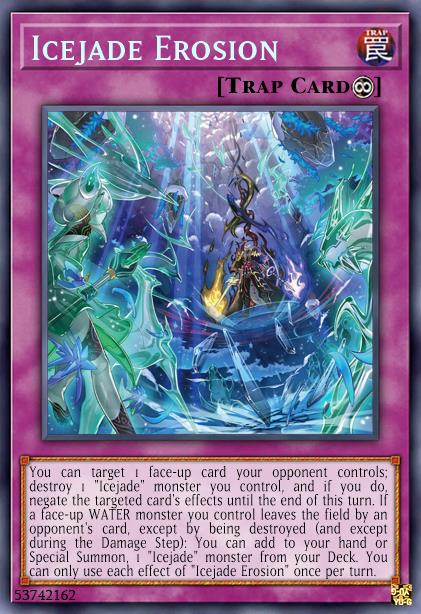 Icejade Erosion
TRAP
罠
[Trap Card]
You can target 1 face-up card your opponent controls;
destroy 1 "Icejade" monster you control, and if you do,
negate the targeted card's effects until the end of this turn. If
a face-up WATER monster you control leaves the field by an
opponent's card, except by being destroyed (and except
during the Damage Step): You can add to your hand or
Special Summon, 1 "Icejade" monster from your Deck. You
can only use each effect of "Icejade Erosion" once per turn.
53742162